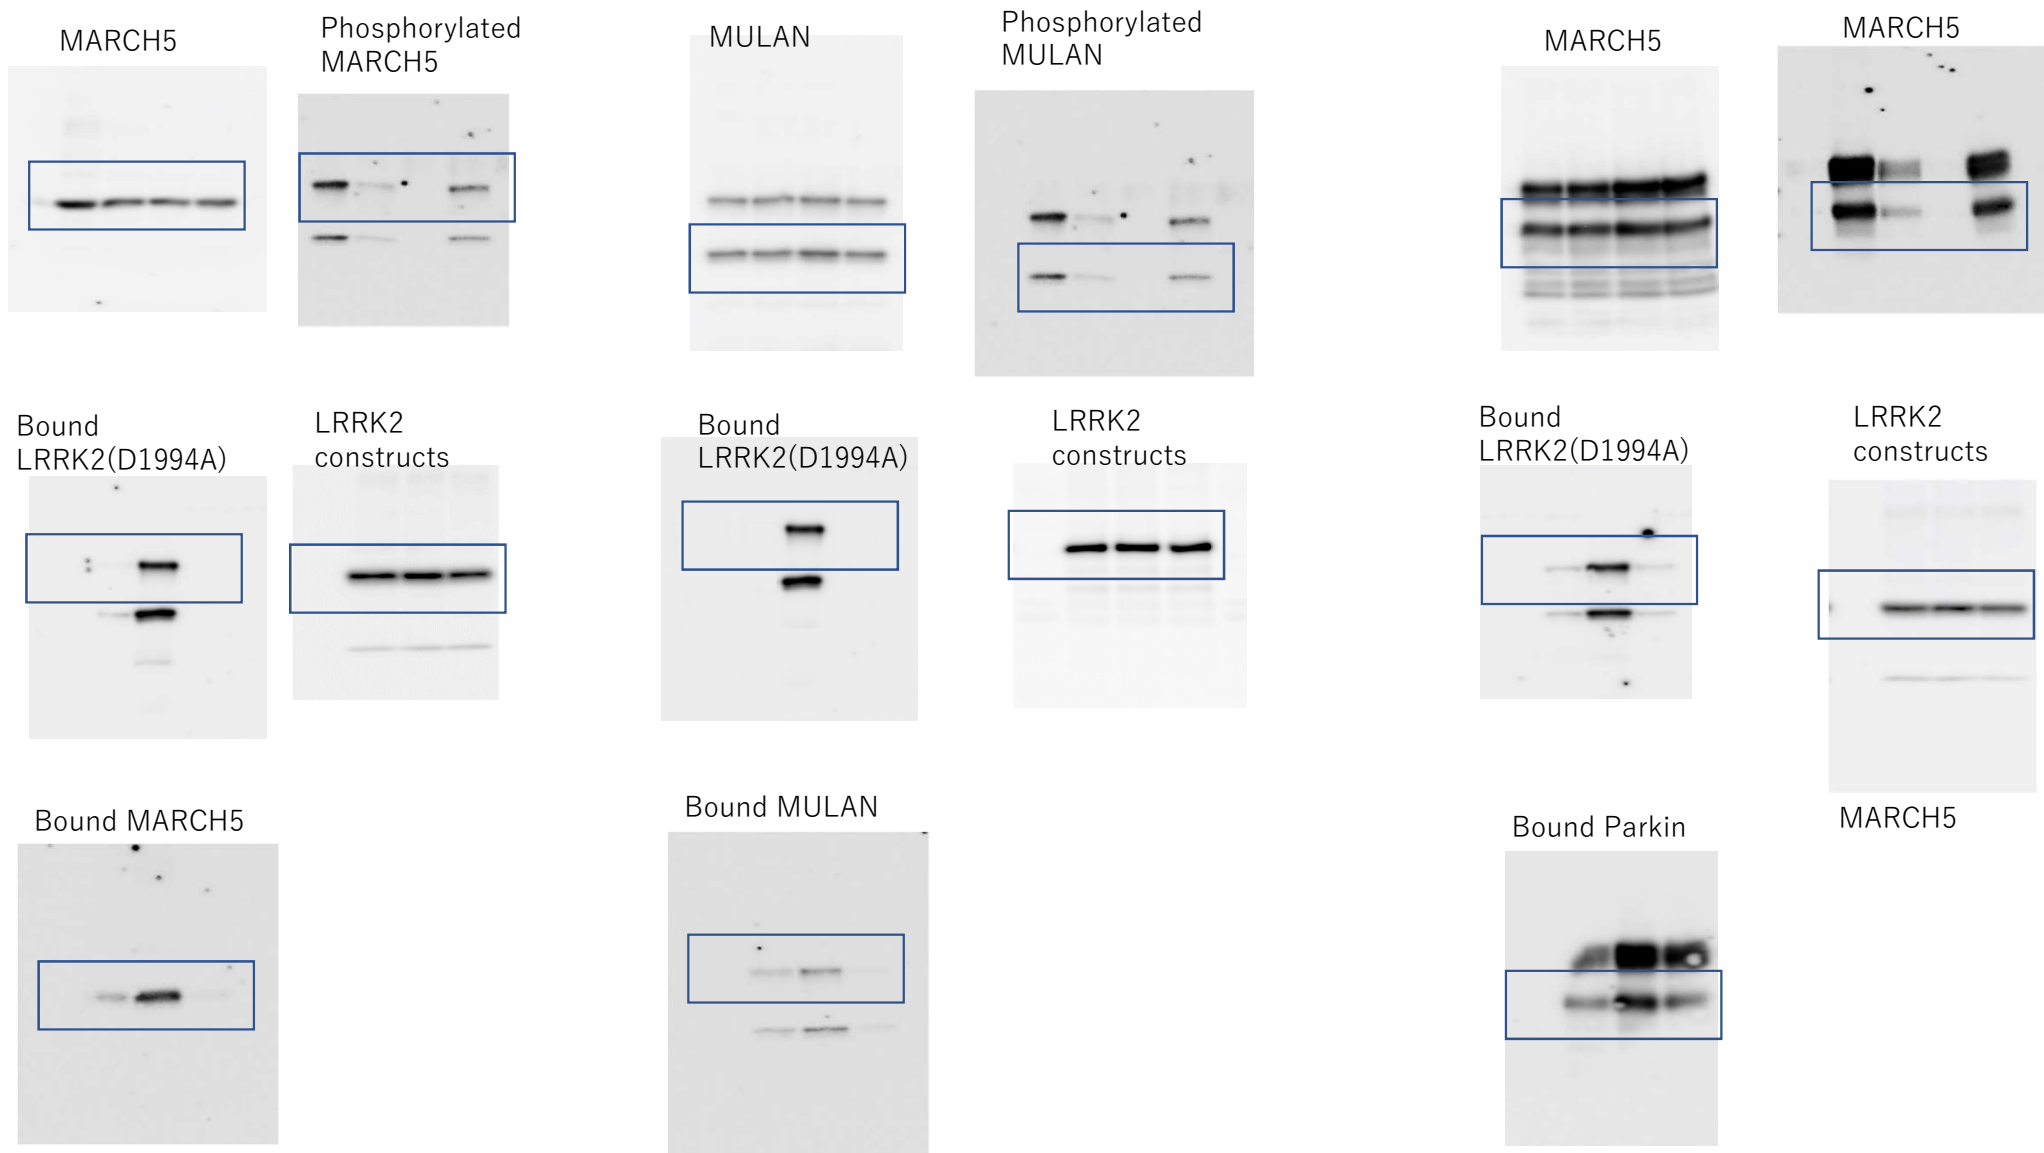 MARCH5
Phosphorylated
MARCH5
MULAN
Phosphorylated
MULAN
MARCH5
MARCH5
Bound
LRRK2(D1994A)
LRRK2
constructs
Bound
LRRK2(D1994A)
LRRK2
constructs
Bound
LRRK2(D1994A)
LRRK2
constructs
Bound MARCH5
Bound MULAN
Bound Parkin
MARCH5